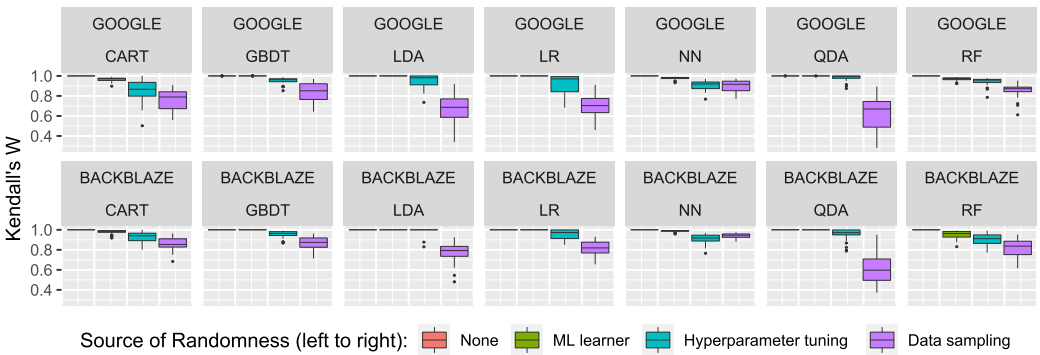 GOOGLE GOOGLE GOOGLE GOOGLE GOOGLE GOOGLE GOOGLE
CART GBDT LDA LR NN QDA RF
1.0
0.8
0.6
0.4
Kendall's W
BACKBLAZE BACKBLAZE BACKBLAZE BACKBLAZE BACKBLAZE BACKBLAZE BACKBLAZE
CART GBDT LDA LR NN QDA RF
1.0
0.8
0.6
0.4
Source of Randomness (left to right): None ML learner Hyperparameter tuning Data sampling